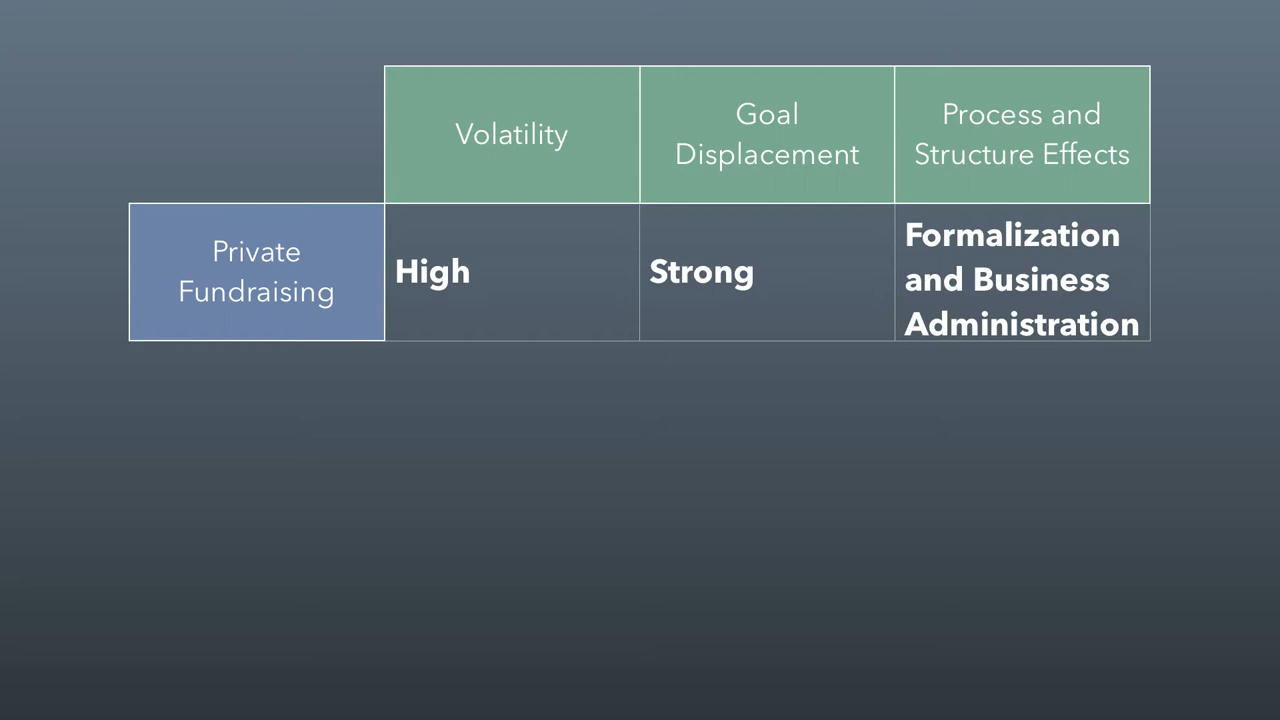 Volatility
Goal
Displacement
Process and
Structure Effects
Private
Fundraising
High
Strong
Formalization
and Business
Administration